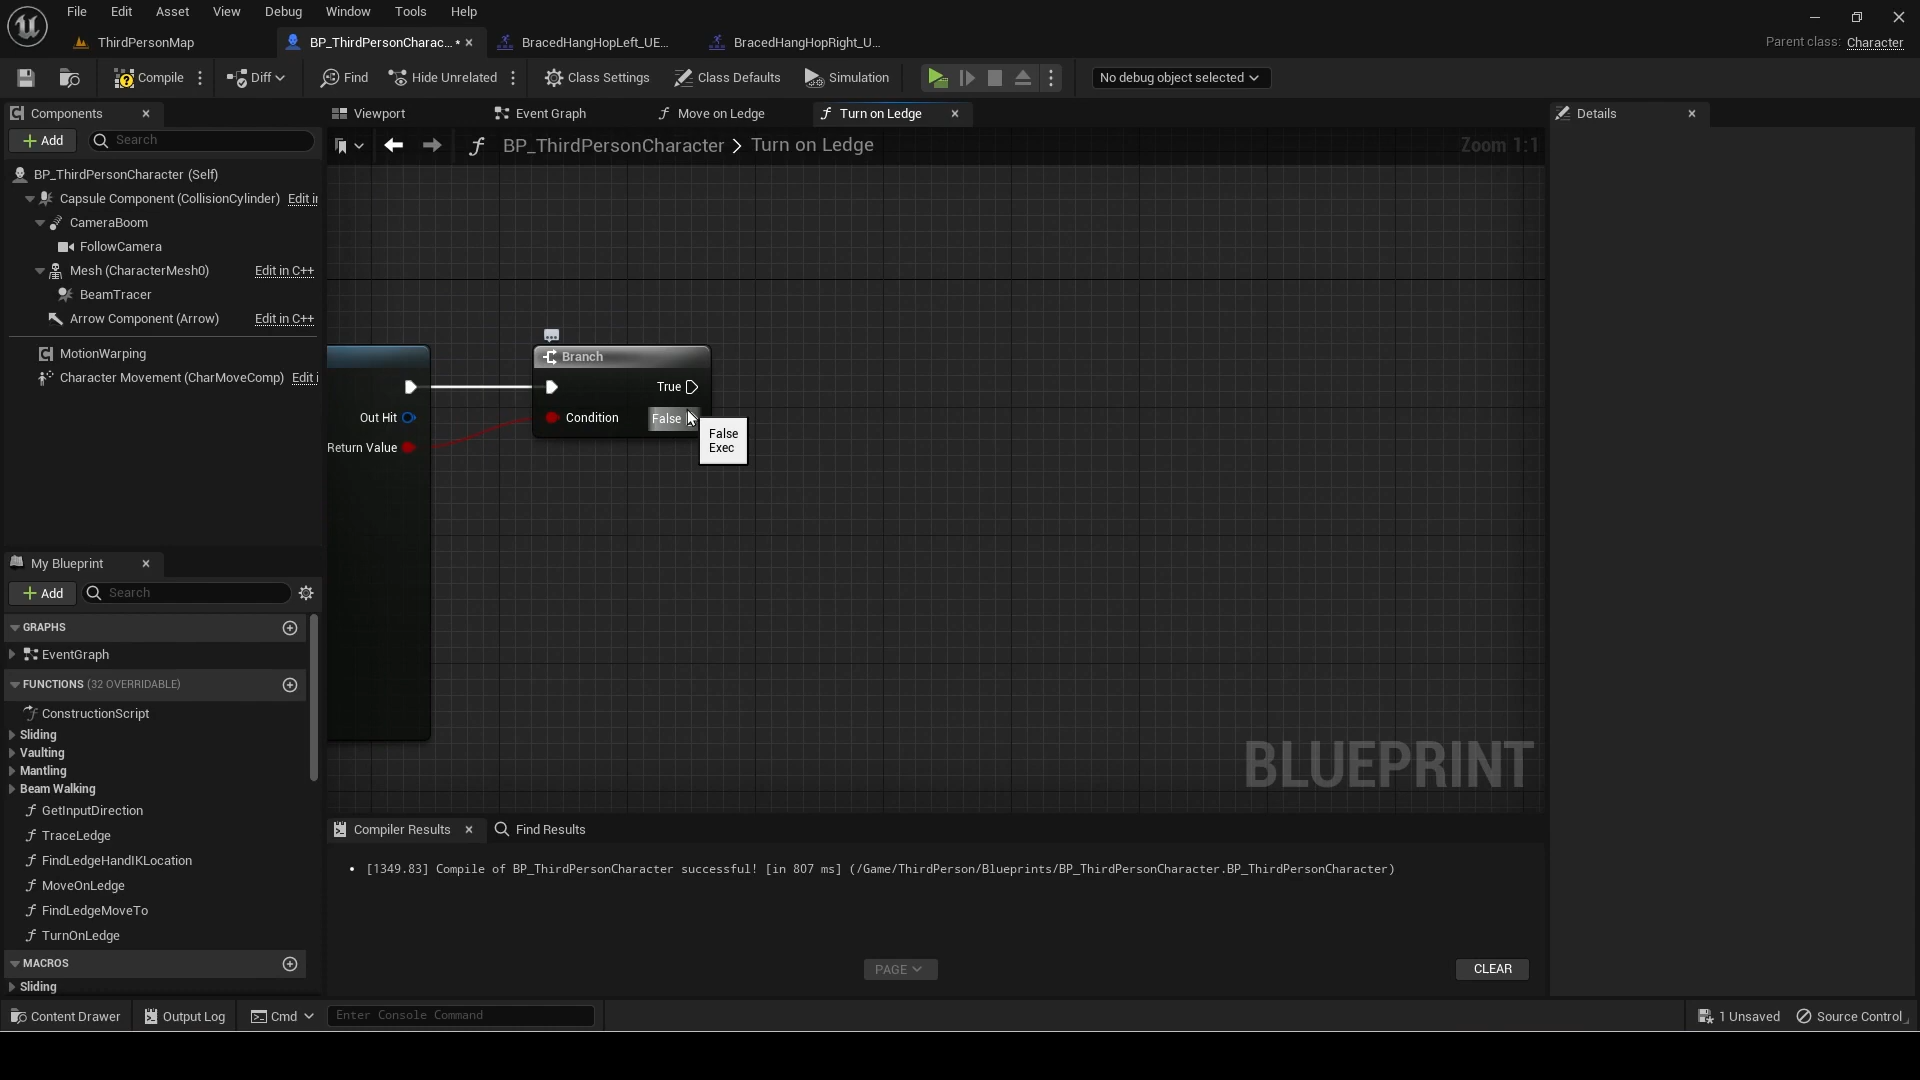 File Edit Asset View Debug Window Tools Help
ThirdPersonMap
BP_ThirdPersonCharac... *
BracedHangHopLeft_UE...
BracedHangHopRight_U...
Parent class: Character
Compile
Diff
Find
Hide Unrelated
Class Settings
Class Defaults
Simulation
No debug object selected
Components
Add
Search
BP_ThirdPersonCharacter (Self)
Capsule Component (CollisionCylinder) Edit i
CameraBoom
FollowCamera
Mesh (CharacterMesh0) Edit in C++
BeamTracer
Arrow Component (Arrow) Edit in C++
MotionWarping
Character Movement (CharMoveComp) Edit i
My Blueprint
Add
Search
GRAPHS
EventGraph
FUNCTIONS (32 OVERRIDABLE)
ConstructionScript
Sliding
Vaulting
Mantling
Beam Walking
GetInputDirection
TraceLedge
FindLedgeHandIKLocation
MoveOnLedge
FindLedgeMoveTo
TurnOnLedge
MACROS
Sliding
Viewport
Event Graph
Move on Ledge
Turn on Ledge
BP_ThirdPersonCharacter > Turn on Ledge
Zoom 1:1
Out Hit
Return Value
Branch
True
Condition
False
False
Exec
BLUEPRINT
Compiler Results
Find Results
• [1349.83] Compile of BP_ThirdPersonCharacter successful! [in 807 ms] (/Game/ThirdPerson/Blueprints/BP_ThirdPersonCharacter.BP_ThirdPersonCharacter)
PAGE
CLEAR
Details
Content Drawer
Output Log
Cmd
Enter Console Command
1 Unsaved
Source Control